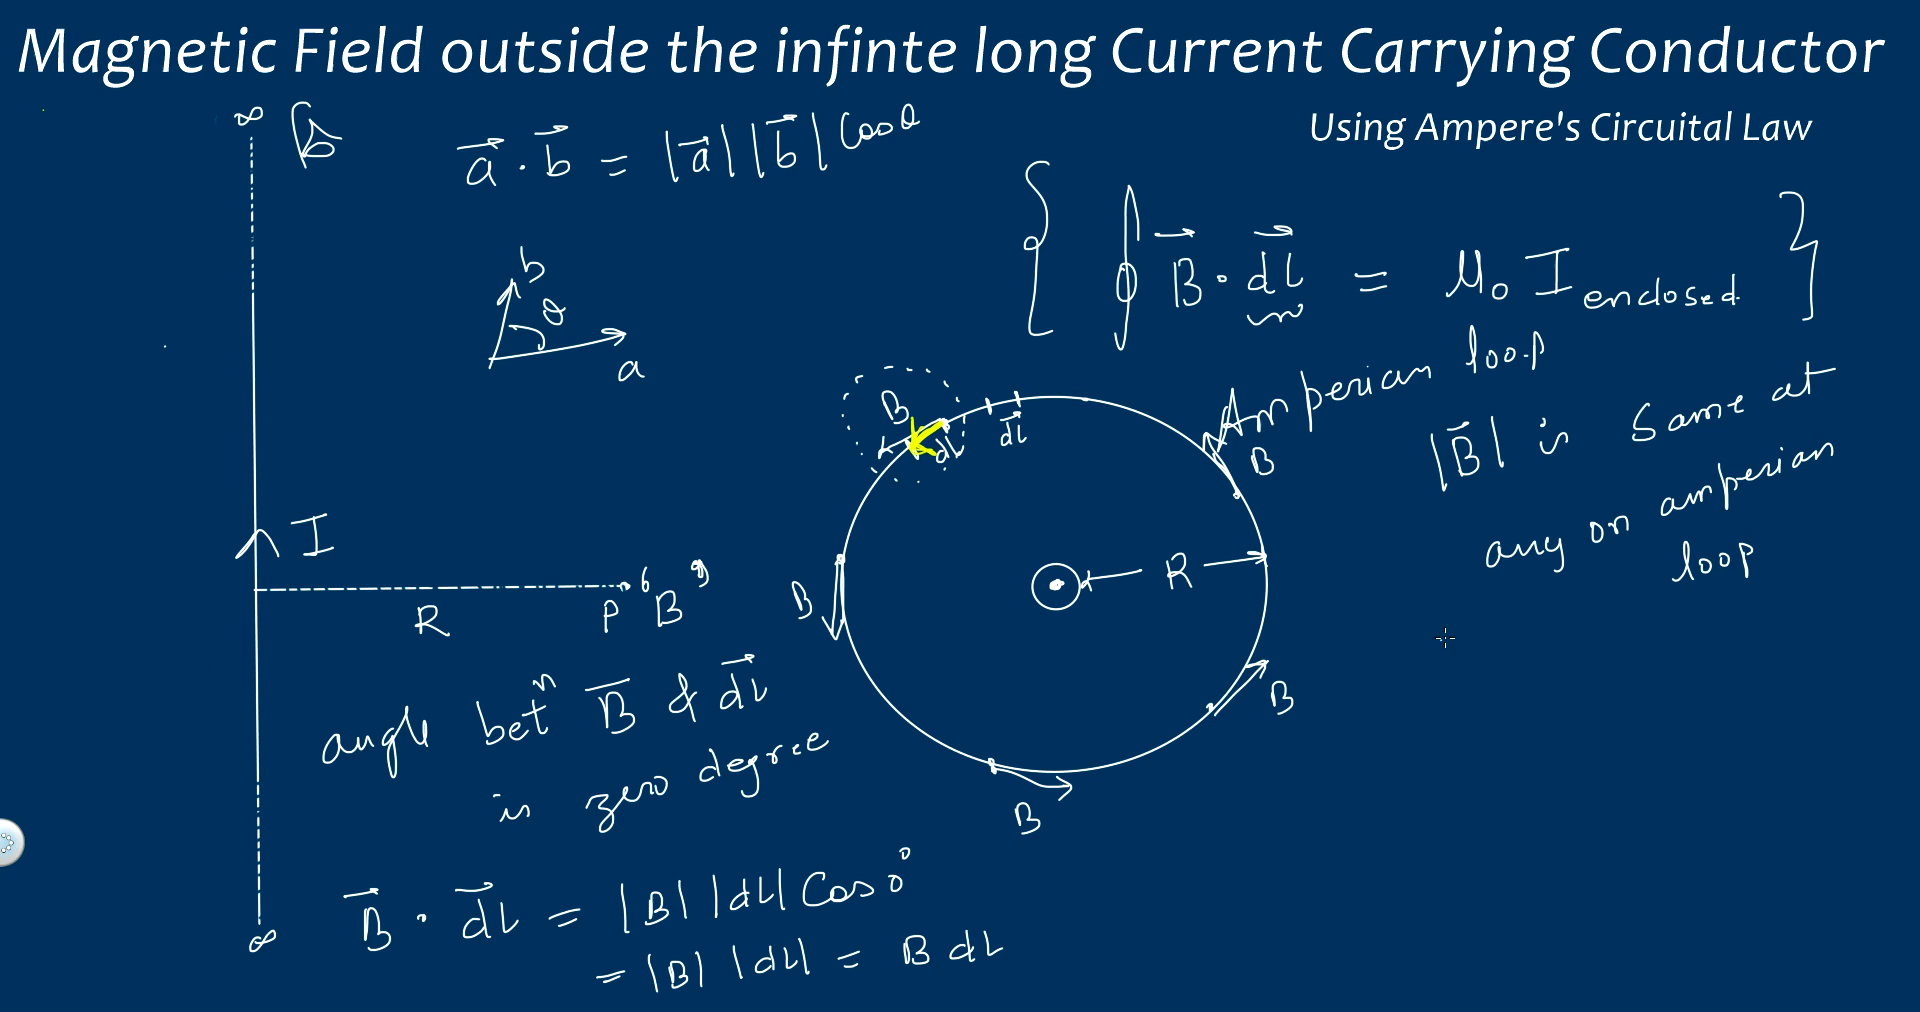 Magnetic Field outside the infinte long Current Carrying Conductor
Using Ampere's Circuital Law
∞
b
a⃗ · b⃗ = |a⃗| |b⃗| Cos θ
b
θ
a
{ ∮ B⃗ · dl⃗ = μ₀ I enclosed }
Amperian loop
|B⃗| is Same at
any on amperian
loop
B
dl
dl⃗
B
I
R
P
B
B
R
B
B
angle betⁿ B̅ & dl⃗
is zero degree
∞
B⃗ · dl⃗ = |B| |dl| Cos 0°
= |B| |dl| = B dl